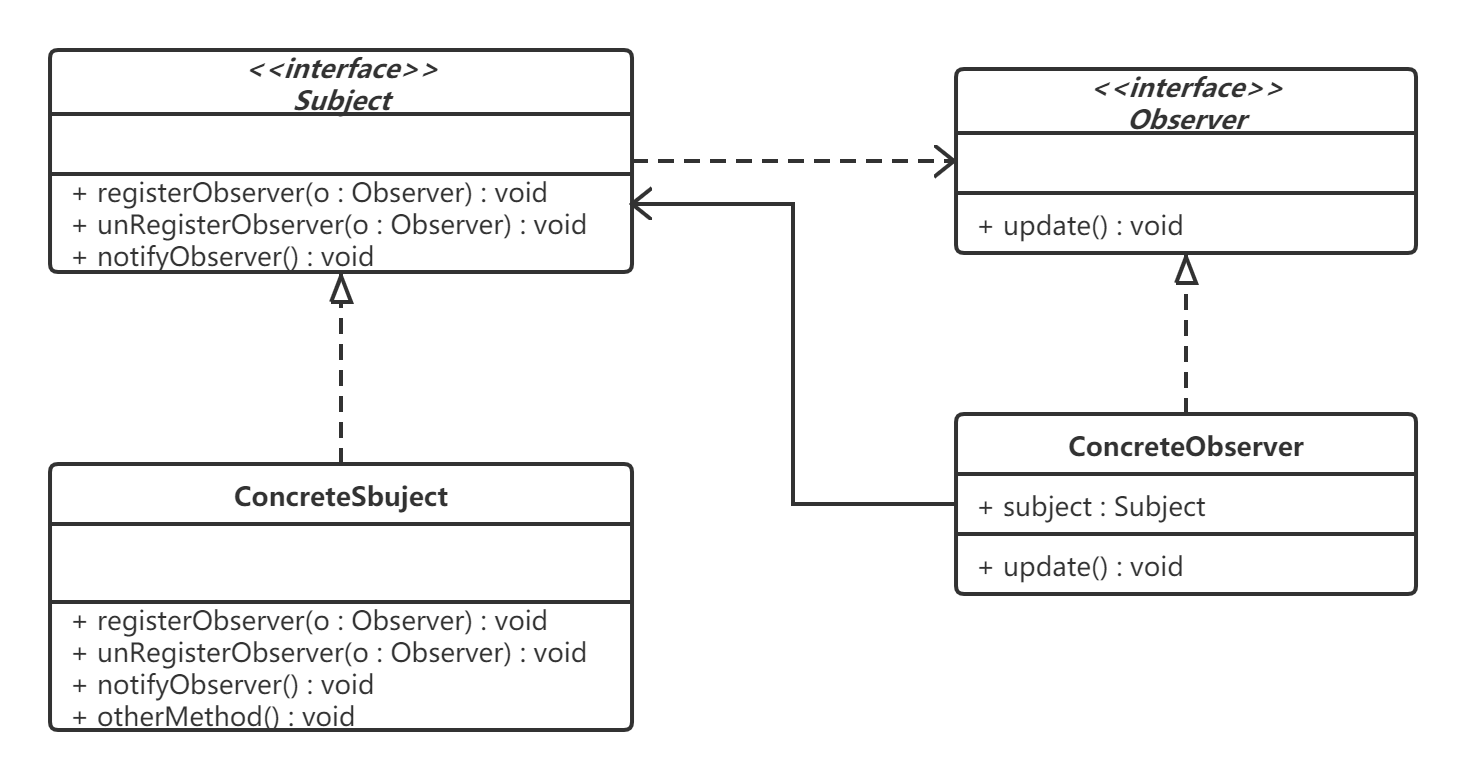 <<interface>>
Subject
+ registerObserver(o : Observer) : void
+ unRegisterObserver(o : Observer) : void
+ notifyObserver() : void
<<interface>>
Observer
+ update() : void
ConcreteSbuject
+ registerObserver(o : Observer) : void
+ unRegisterObserver(o : Observer) : void
+ notifyObserver() : void
+ otherMethod() : void
ConcreteObserver
+ subject : Subject
+ update() : void